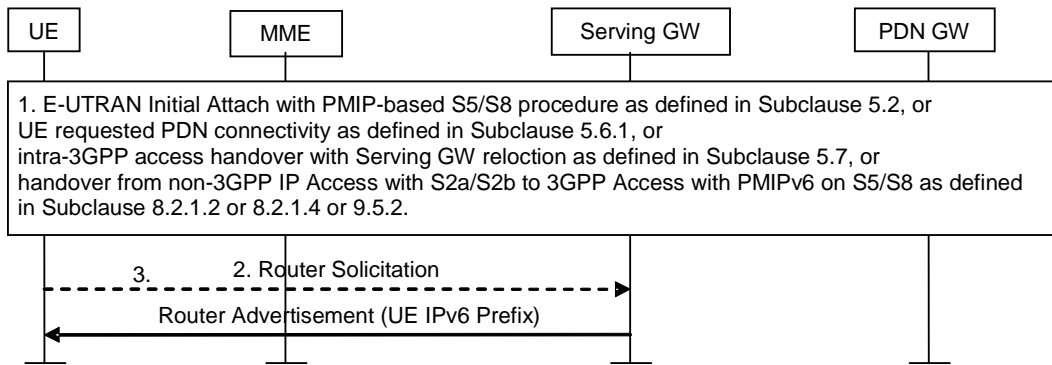 UE
MME
Serving GW
PDN GW
1. E-UTRAN Initial Attach with PMIP-based S5/S8 procedure as defined in Subclause 5.2, or
UE requested PDN connectivity as defined in Subclause 5.6.1, or
intra-3GPP access handover with Serving GW reloction as defined in Subclause 5.7, or
handover from non-3GPP IP Access with S2a/S2b to 3GPP Access with PMIPv6 on S5/S8 as defined
in Subclause 8.2.1.2 or 8.2.1.4 or 9.5.2.
2. Router Solicitation
3.
Router Advertisement (UE IPv6 Prefix)